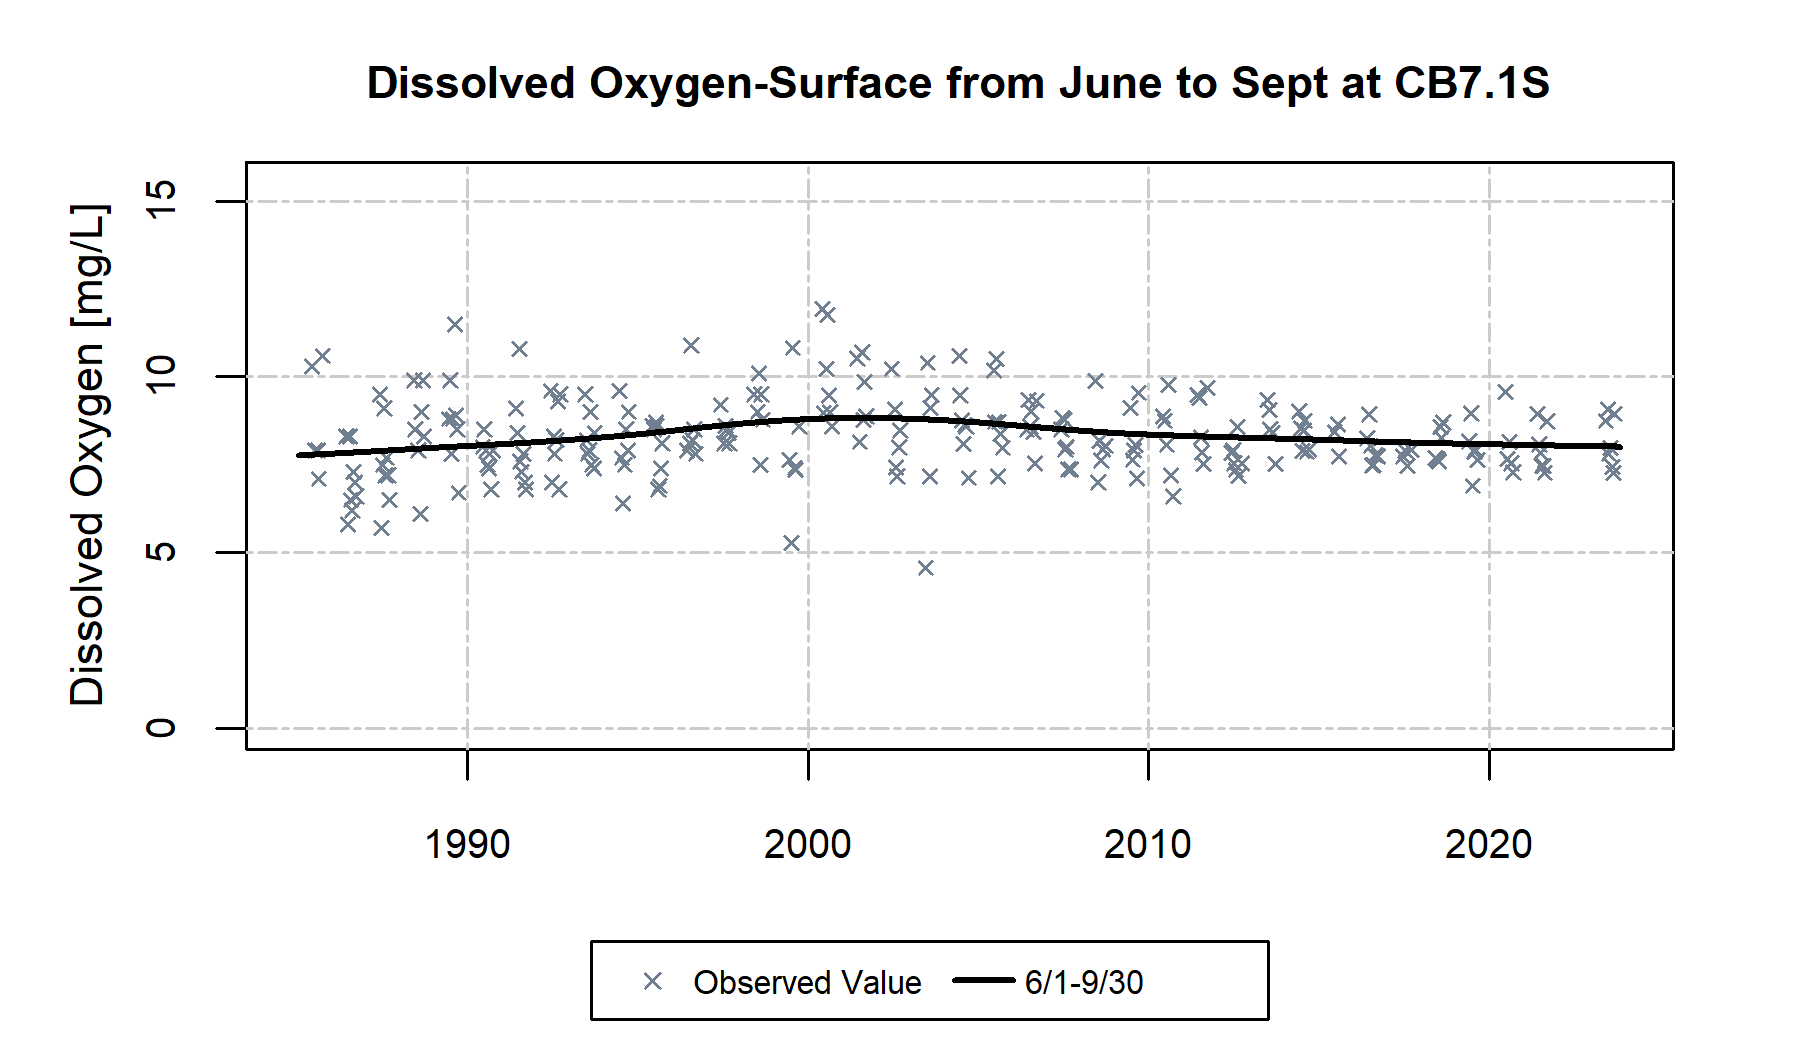 Dissolved Oxygen-Surface from June to Sept at CB7.1S
Dissolved Oxygen [mg/L]
15
10
5
0
1990 2000 2010 2020
Observed Value 6/1-9/30